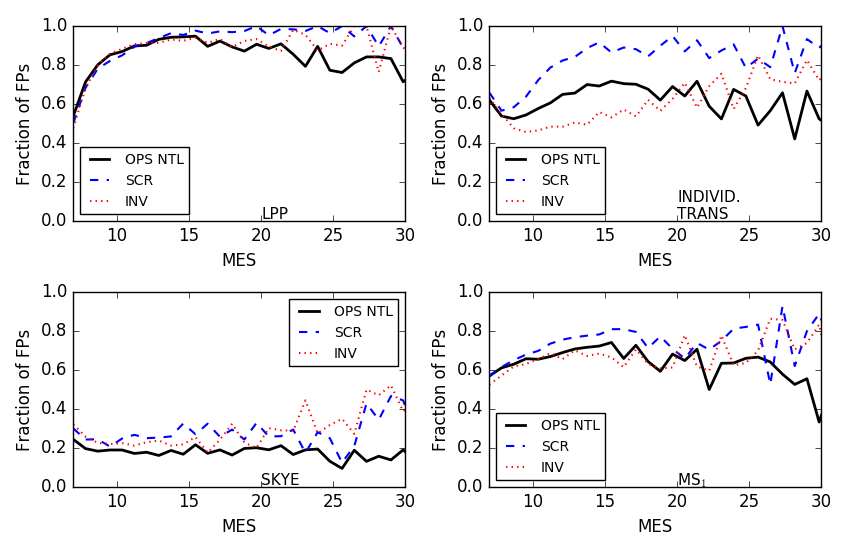 1.0
0.8
0.6
0.4
0.2
0.0
Fraction of FPs
OPS NTL
SCR
INV
LPP
10 15 20 25 30
MES
1.0
0.8
0.6
0.4
0.2
0.0
Fraction of FPs
OPS NTL
SCR
INV
INDIVID.
TRANS
10 15 20 25 30
MES
1.0
0.8
0.6
0.4
0.2
0.0
Fraction of FPs
OPS NTL
SCR
INV
SKYE
10 15 20 25 30
MES
1.0
0.8
0.6
0.4
0.2
0.0
Fraction of FPs
OPS NTL
SCR
INV
MS₁
10 15 20 25 30
MES